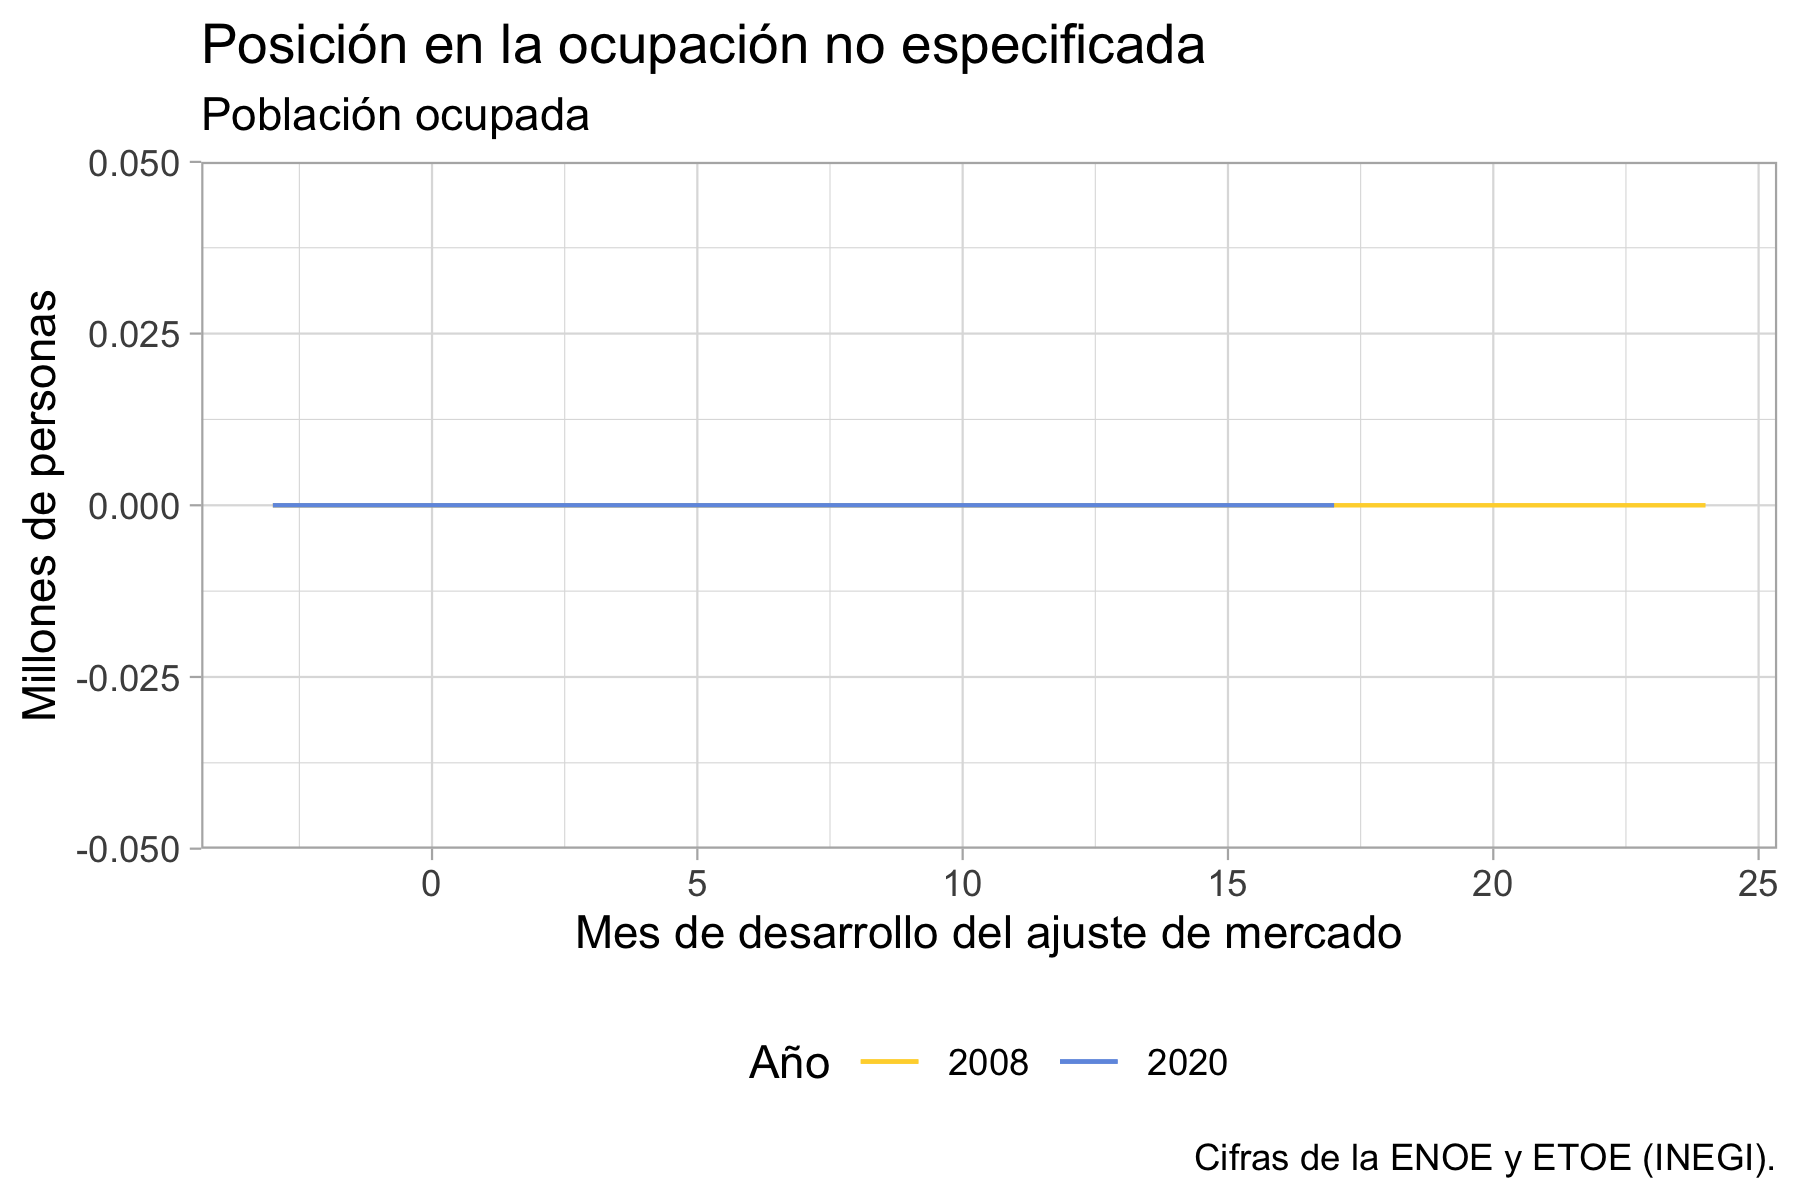 Posición en la ocupación no especificada
Población ocupada
Millones de personas
0.050
0.025
0.000
-0.025
-0.050
0 5 10 15 20 25
Mes de desarrollo del ajuste de mercado
Año 2008 2020
Cifras de la ENOE y ETOE (INEGI).